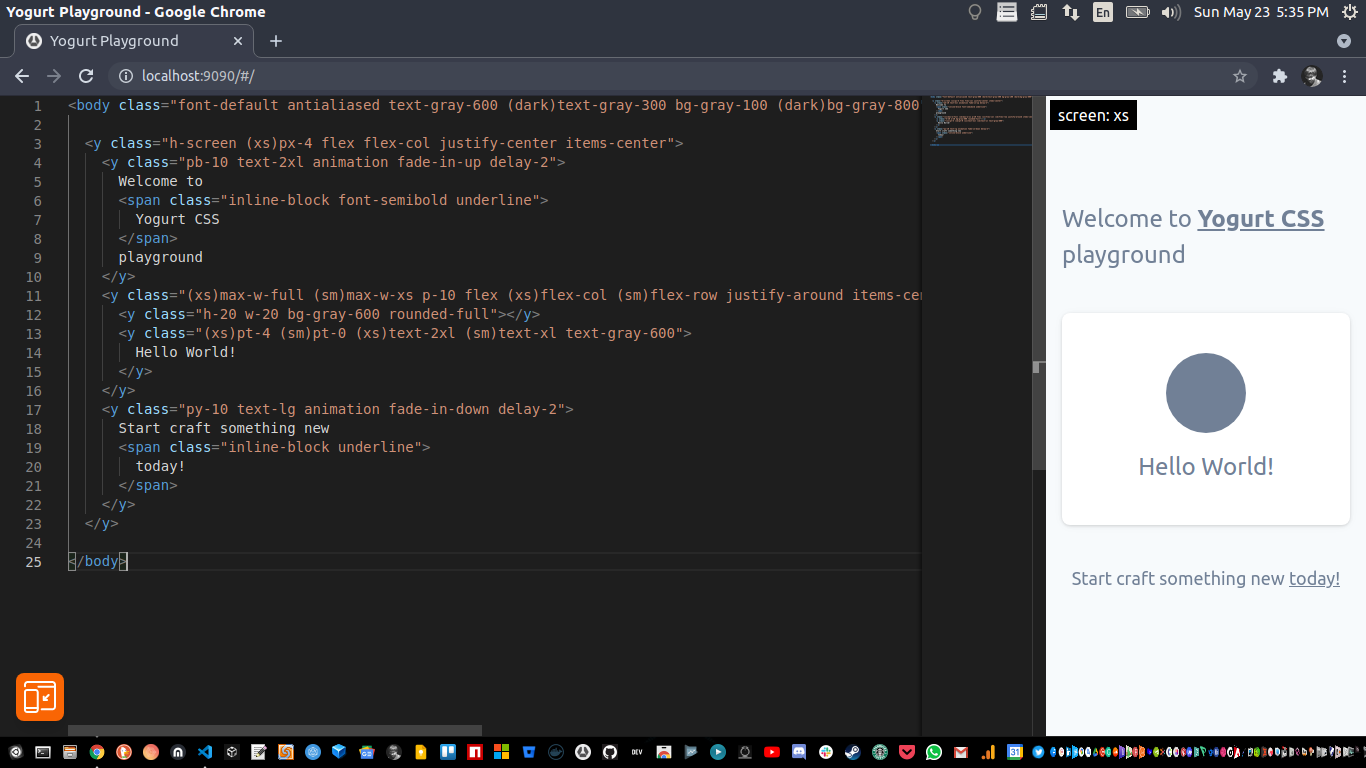 Yogurt Playground - Google Chrome
En
Sun May 23 5:35 PM
Yogurt Playground
localhost:9090/#/
1 <body class="font-default antialiased text-gray-600 (dark)text-gray-300 bg-gray-100 (dark)bg-gray-800"
2
3 <y class="h-screen (xs)px-4 flex flex-col justify-center items-center">
4 <y class="pb-10 text-2xl animation fade-in-up delay-2">
5 Welcome to
6 <span class="inline-block font-semibold underline">
7 Yogurt CSS
8 </span>
9 playground
10 </y>
11 <y class="(xs)max-w-full (sm)max-w-xs p-10 flex (xs)flex-col (sm)flex-row justify-around items-cen
12 <y class="h-20 w-20 bg-gray-600 rounded-full"></y>
13 <y class="(xs)pt-4 (sm)pt-0 (xs)text-2xl (sm)text-xl text-gray-600">
14 Hello World!
15 </y>
16 </y>
17 <y class="py-10 text-lg animation fade-in-down delay-2">
18 Start craft something new
19 <span class="inline-block underline">
20 today!
21 </span>
22 </y>
23 </y>
24
25 </body>
screen: xs
Welcome to Yogurt CSS
playground
Hello World!
Start craft something new today!
DEV
31